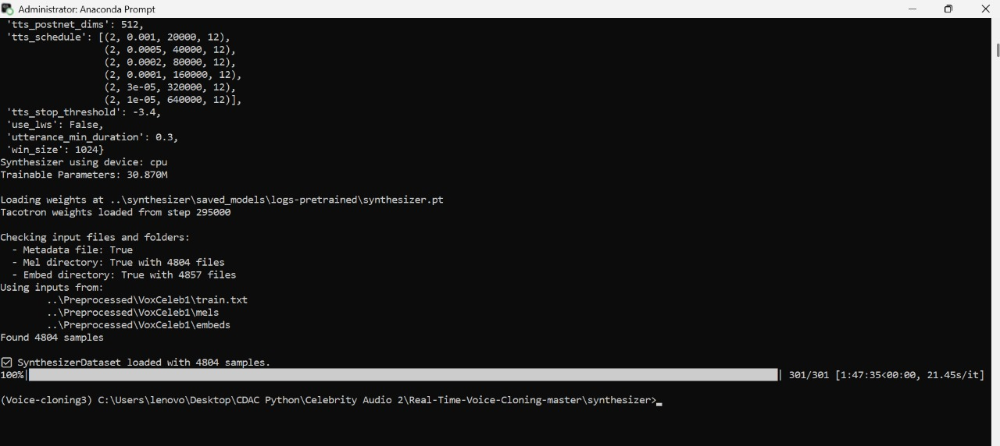 Administrator: Anaconda Prompt
'tts_postnet_dims': 512,
'tts_schedule': [(2, 0.001, 20000, 12),
(2, 0.0005, 40000, 12),
(2, 0.0002, 80000, 12),
(2, 0.0001, 160000, 12),
(2, 3e-05, 320000, 12),
(2, 1e-05, 640000, 12)],
'tts_stop_threshold': -3.4,
'use_lws': False,
'utterance_min_duration': 0.3,
'win_size': 1024}
Synthesizer using device: cpu
Trainable Parameters: 30.870M
Loading weights at ..\synthesizer\saved_models\logs-pretrained\synthesizer.pt
Tacotron weights loaded from step 295000
Checking input files and folders:
- Metadata file: True
- Mel directory: True with 4804 files
- Embed directory: True with 4857 files
Using inputs from:
..\Preprocessed\VoxCeleb1\train.txt
..\Preprocessed\VoxCeleb1\mels
..\Preprocessed\VoxCeleb1\embeds
Found 4804 samples
☑ SynthesizerDataset loaded with 4804 samples.
100%| | 301/301 [1:47:35<00:00, 21.45s/it]
(Voice-cloning3) C:\Users\lenovo\Desktop\CDAC Python\Celebrity Audio 2\Real-Time-Voice-Cloning-master\synthesizer>